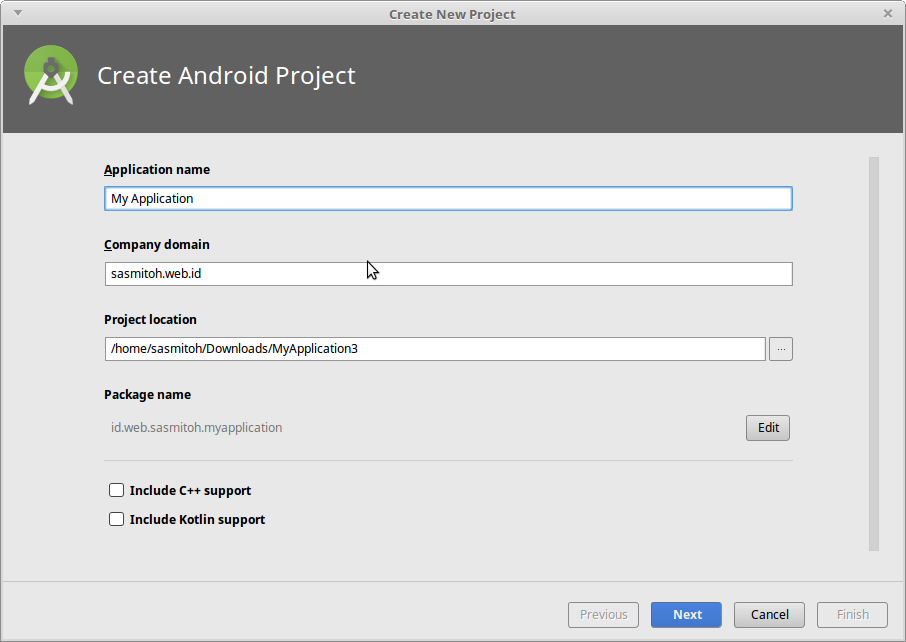 Create New Project
Create Android Project
Application name
My Application
Company domain
sasmitoh.web.id
Project location
/home/sasmitoh/Downloads/MyApplication3
...
Package name
id.web.sasmitoh.myapplication
Edit
Include C++ support
Include Kotlin support
Previous Next Cancel Finish